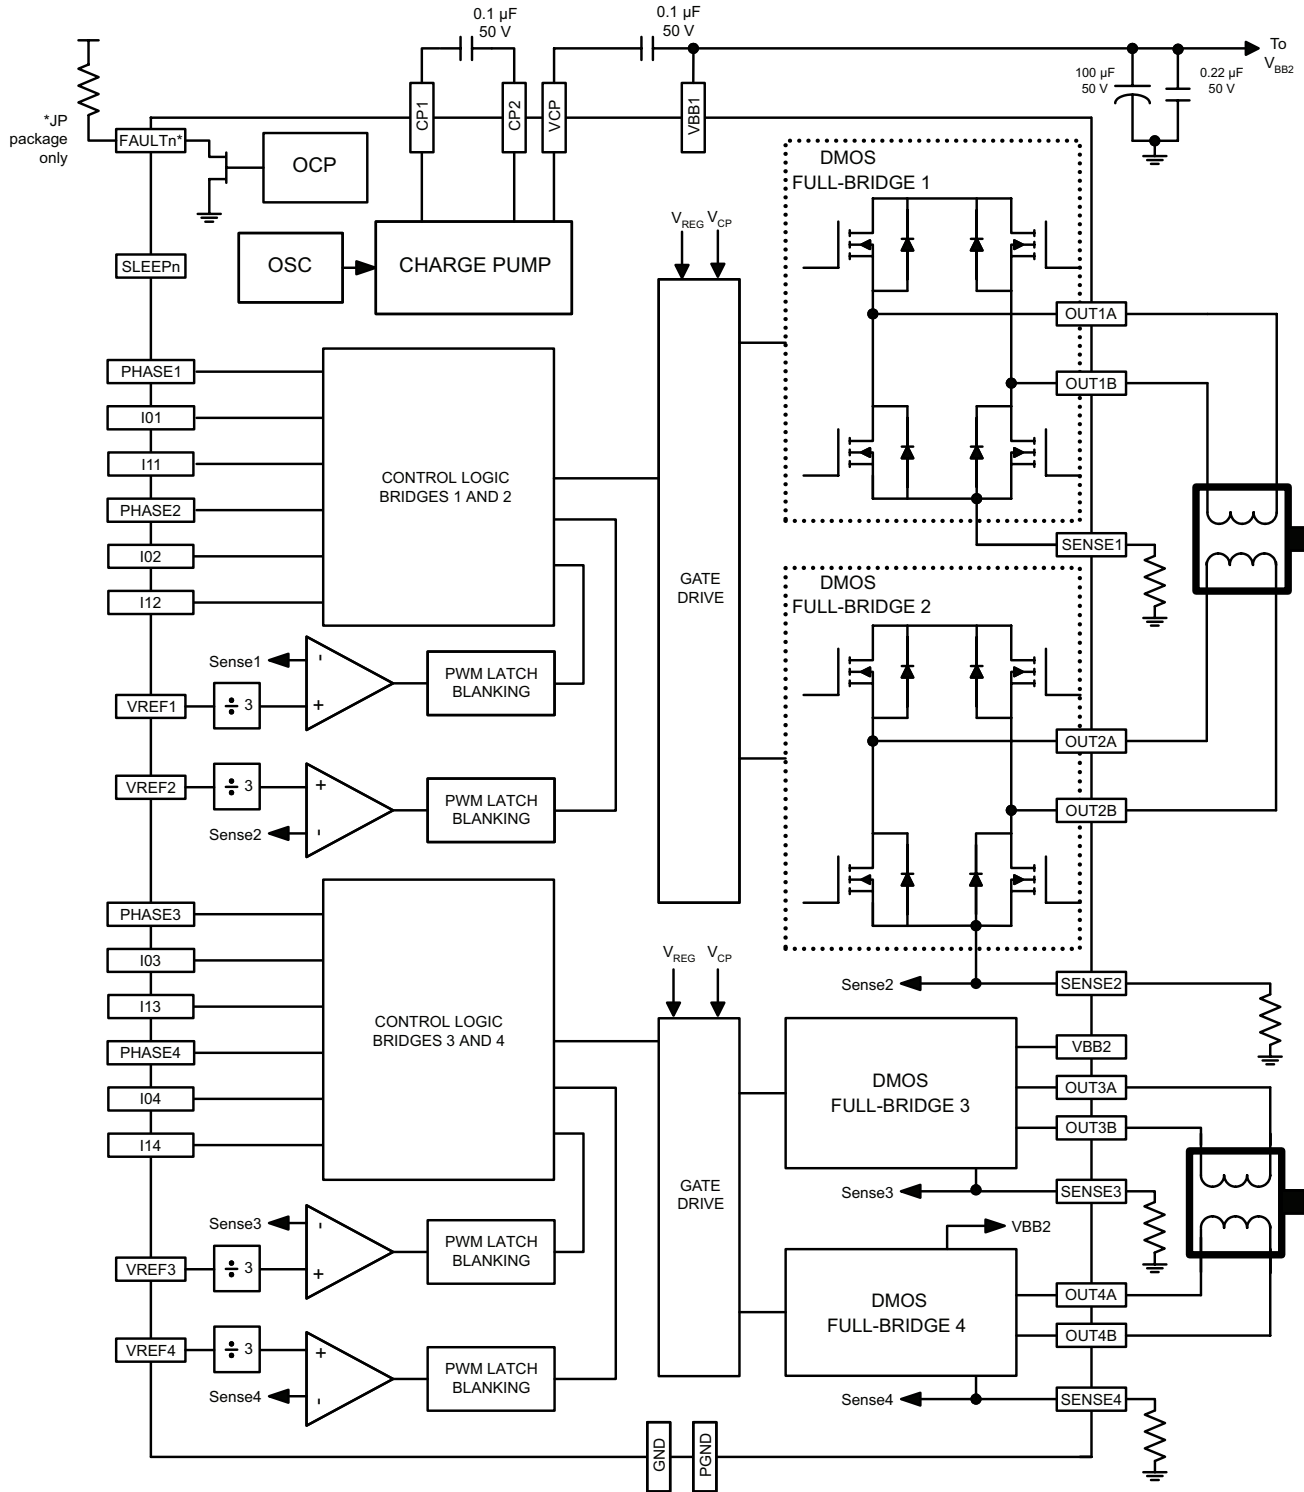 0.1 µF
50 V
0.1 µF
50 V
To
VBB2
100 µF
50 V
0.22 µF
50 V
*JP
package
only
FAULTn*
OCP
CP1
CP2
VCP
VBB1
SLEEPn
OSC
CHARGE PUMP
VREG
VCP
DMOS
FULL-BRIDGE 1
OUT1A
OUT1B
SENSE1
PHASE1
I01
I11
PHASE2
I02
I12
CONTROL LOGIC
BRIDGES 1 AND 2
GATE
DRIVE
DMOS
FULL-BRIDGE 2
OUT2A
OUT2B
Sense2
SENSE2
Sense1
-
+
VREF1
÷ 3
PWM LATCH
BLANKING
VREF2
÷ 3
+
-
Sense2
PWM LATCH
BLANKING
PHASE3
I03
I13
PHASE4
I04
I14
CONTROL LOGIC
BRIDGES 3 AND 4
VREG
VCP
GATE
DRIVE
DMOS
FULL-BRIDGE 3
VBB2
OUT3A
OUT3B
Sense3
SENSE3
VBB2
DMOS
FULL-BRIDGE 4
OUT4A
OUT4B
Sense4
SENSE4
Sense3
-
+
VREF3
÷ 3
PWM LATCH
BLANKING
VREF4
÷ 3
+
-
Sense4
PWM LATCH
BLANKING
GND
PGND